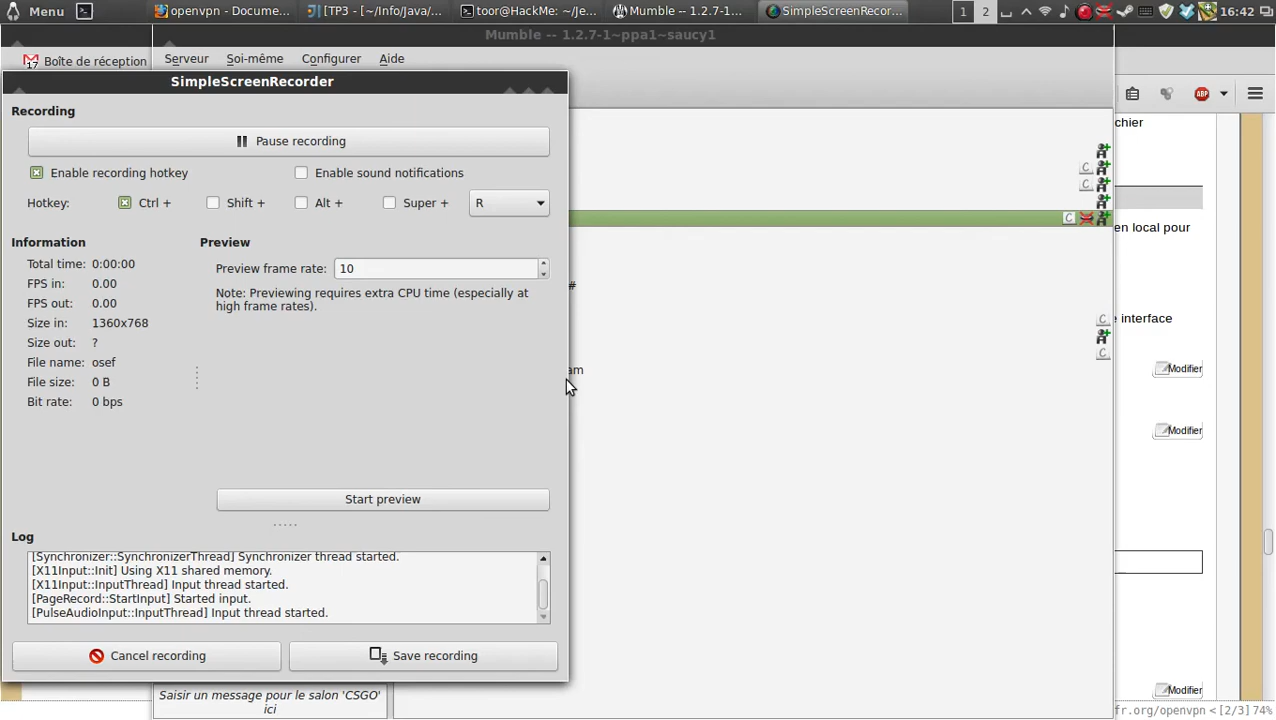 Menu
openvpn - Docume...
[TP3 - [~/Info/Java/...
toor@HackMe: ~/Je...
Mumble -- 1.2.7-1~...
SimpleScreenRecor...
1
2
16:42
Mumble -- 1.2.7-1~ppa1~saucy1
17
Boîte de réception
Serveur
Soi-même
Configurer
Aide
SimpleScreenRecorder
ABP
Recording
chier
Pause recording
Enable recording hotkey
Enable sound notifications
C
C
Hotkey:
Ctrl +
Shift +
Alt +
Super +
R
C
en local pour
Information
Preview
Total time: 0:00:00
Preview frame rate: 10
FPS in: 0.00
Note: Previewing requires extra CPU time (especially at
high frame rates).
#
FPS out: 0.00
Size in: 1360x768
C
e interface
Size out: ?
C
File name: osef
am
Modifier
File size: 0 B
Bit rate: 0 bps
Modifier
Start preview
Log
[Synchronizer::SynchronizerThread] Synchronizer thread started.
[X11Input::Init] Using X11 shared memory.
[X11Input::InputThread] Input thread started.
[PageRecord::StartInput] Started input.
[PulseAudioInput::InputThread] Input thread started.
Cancel recording
Save recording
Saisir un message pour le salon 'CSGO'
ici
Modifier
fr.org/openvpn < [2/3] 74%